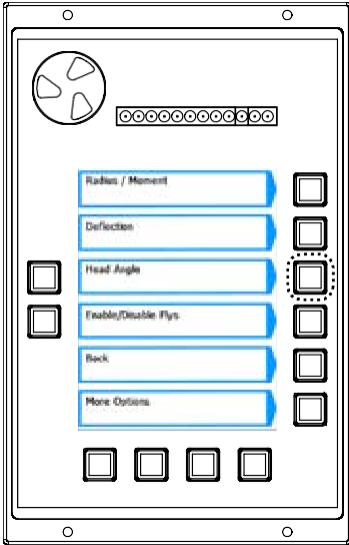 Radius / Moment
Deflection
Head Angle
Enable/Disable Flys
Back
More Options